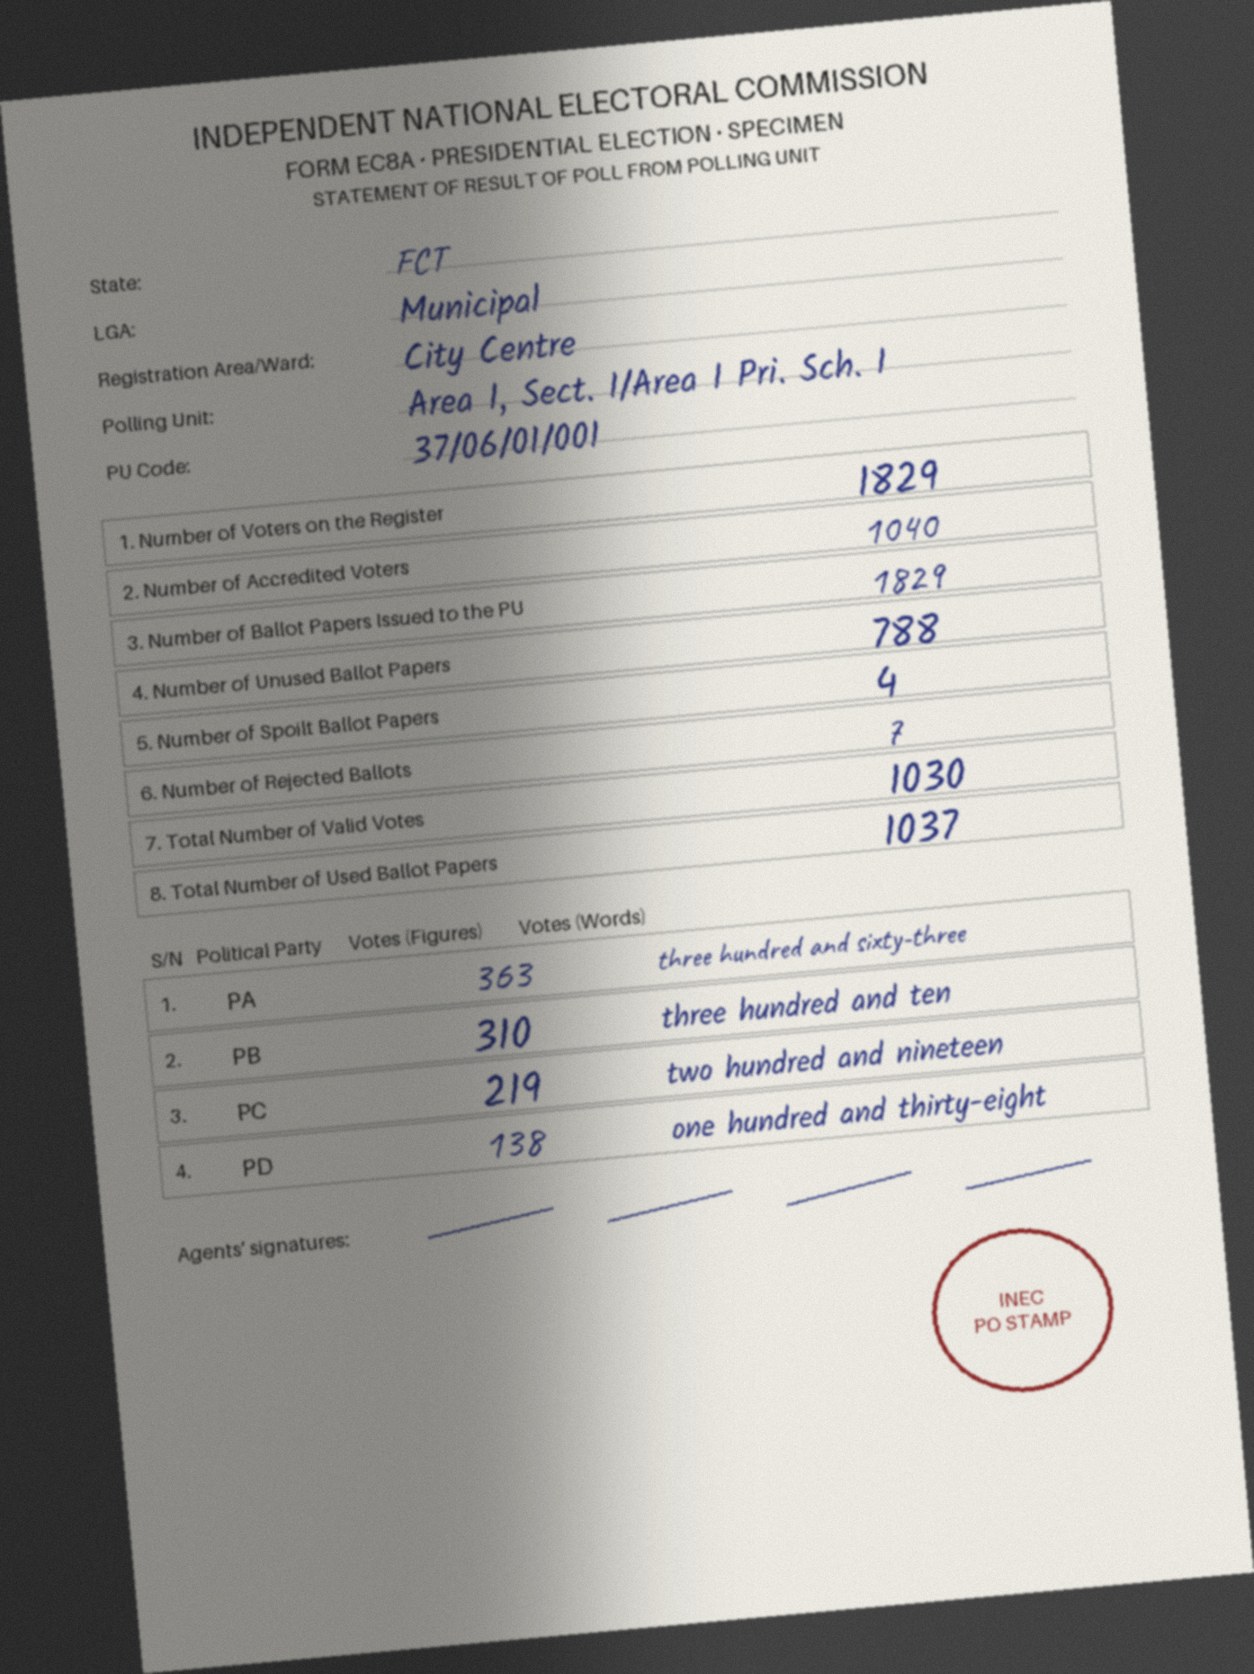 INDEPENDENT NATIONAL ELECTORAL COMMISSION
FORM EC8A · PRESIDENTIAL ELECTION · SPECIMEN
STATEMENT OF RESULT OF POLL FROM POLLING UNIT
State: FCT
LGA: Municipal
Registration Area/Ward: City Centre
Polling Unit: Area 1, Sect. 1/Area 1 Pri. Sch. 1
PU Code: 37/06/01/001
1. Number of Voters on the Register 1829
2. Number of Accredited Voters 1040
3. Number of Ballot Papers Issued to the PU 1829
4. Number of Unused Ballot Papers 788
5. Number of Spoilt Ballot Papers 4
6. Number of Rejected Ballots 7
7. Total Number of Valid Votes 1030
8. Total Number of Used Ballot Papers 1037
S/N Political Party Votes (Figures) Votes (Words)
1. PA 363 three hundred and sixty-three
2. PB 310 three hundred and ten
3. PC 219 two hundred and nineteen
4. PD 138 one hundred and thirty-eight
Agents' signatures:
INEC
PO STAMP